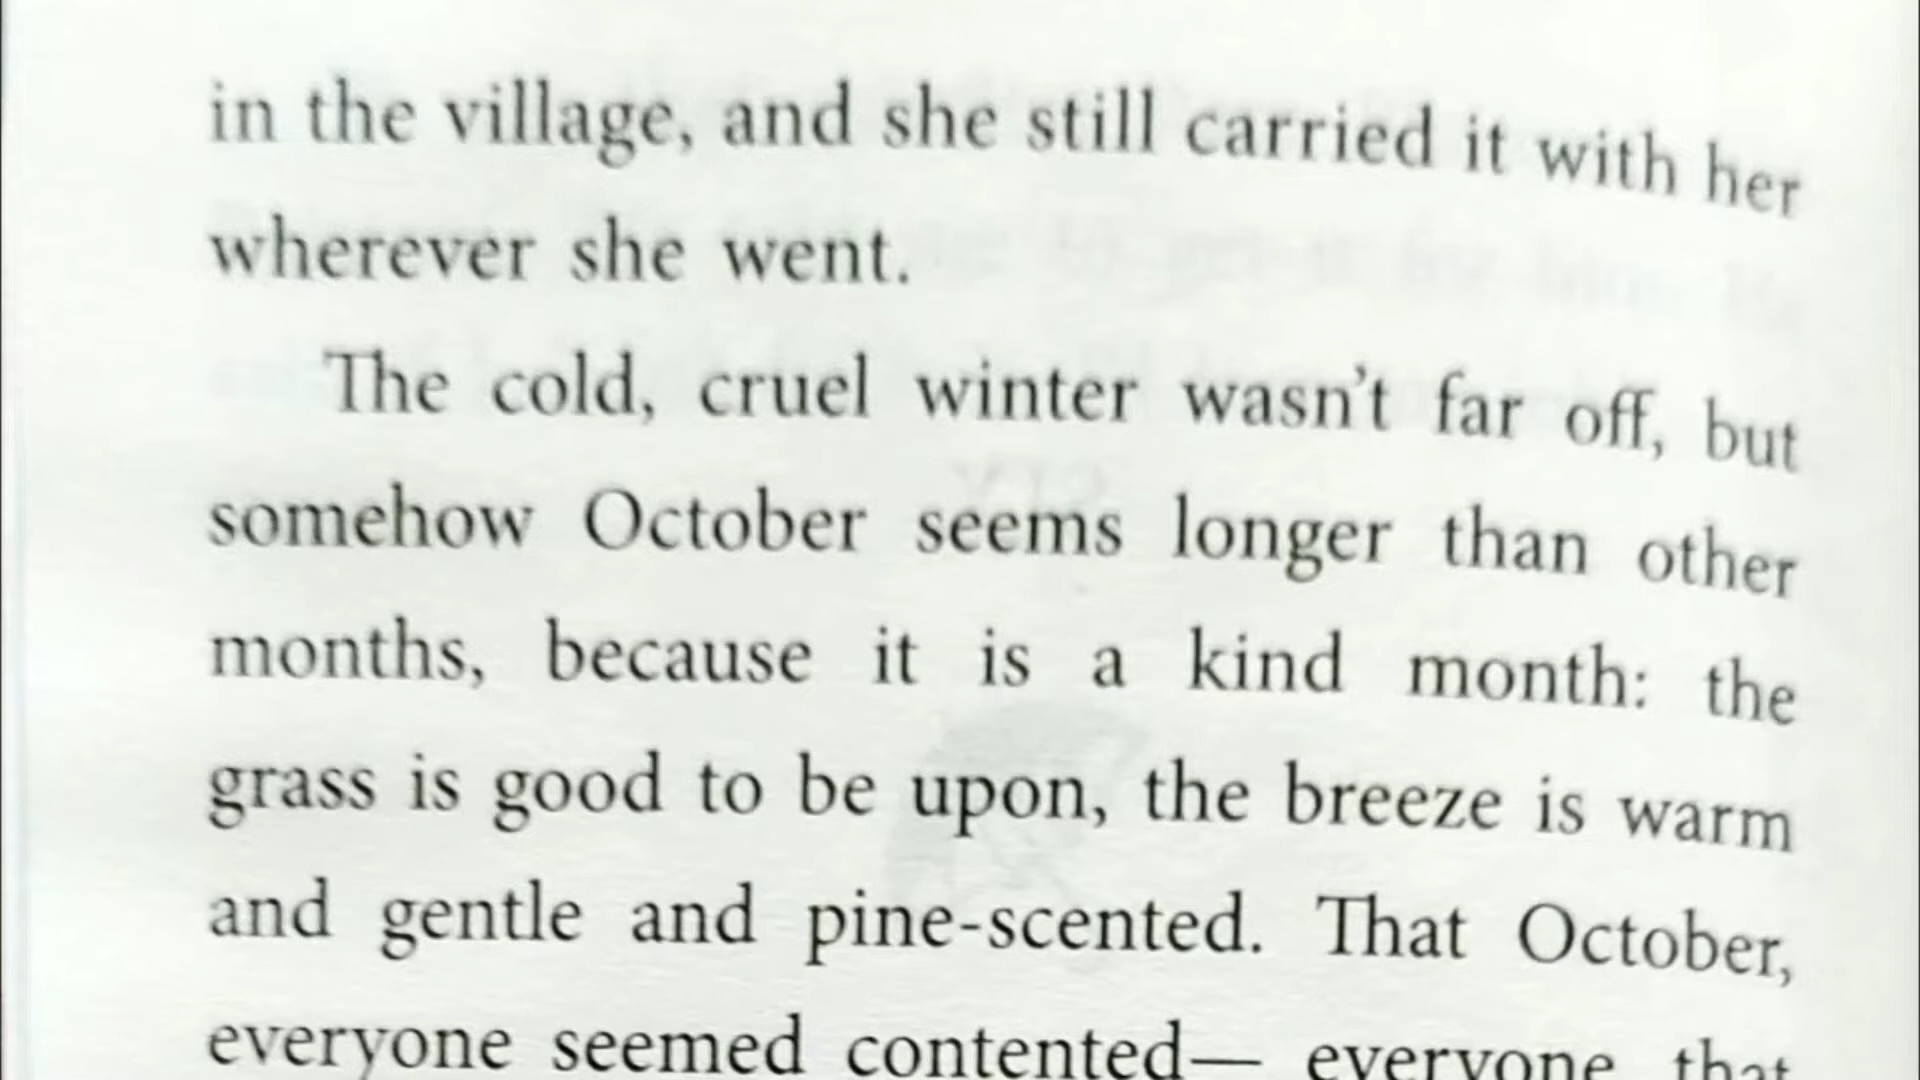 in the village, and she still carried it with her
wherever she went.
The cold, cruel winter wasn't far off, but
somehow October seems longer than other
months, because it is a kind month: the
grass is good to be upon, the breeze is warm
and gentle and pine-scented. That October,
everyone seemed contented— everyone that